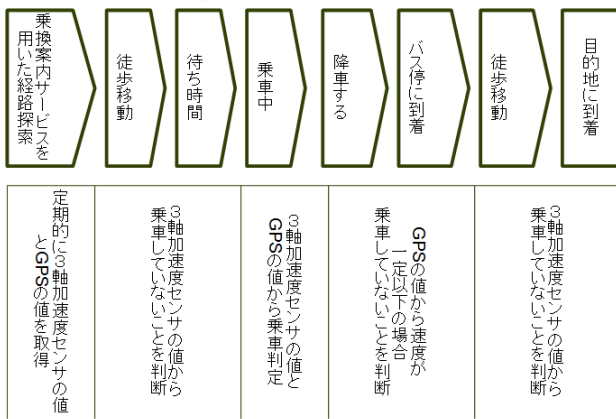 乗換案内サービスを
用いた経路探索
徒歩移動
待ち時間
乗車中
降車する
バス停に到着
徒歩移動
目的地に到着
定期的に３軸加速度センサの値
とGPSの値を取得
３軸加速度センサの値から
乗車していないことを判断
３軸加速度センサの値と
GPSの値から乗車判定
GPSの値から速度が
一定以下の場合
乗車していないことを判断
３軸加速度センサの値から
乗車していないことを判断